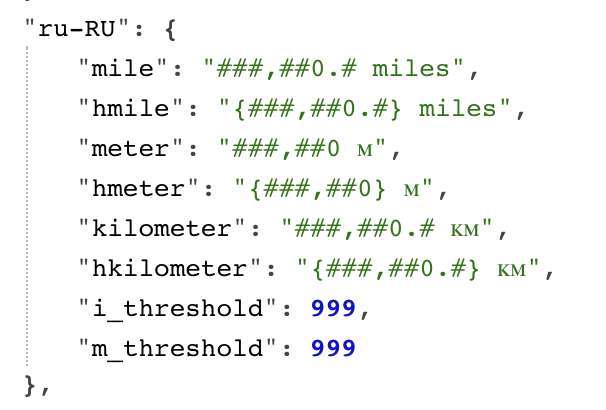 "ru-RU": {
"mile": "###,##0.# miles",
"hmile": "{###,##0.#} miles",
"meter": "###,##0 м",
"hmeter": "{###,##0} м",
"kilometer": "###,##0.# км",
"hkilometer": "{###,##0.#} км",
"i_threshold": 999,
"m_threshold": 999
},